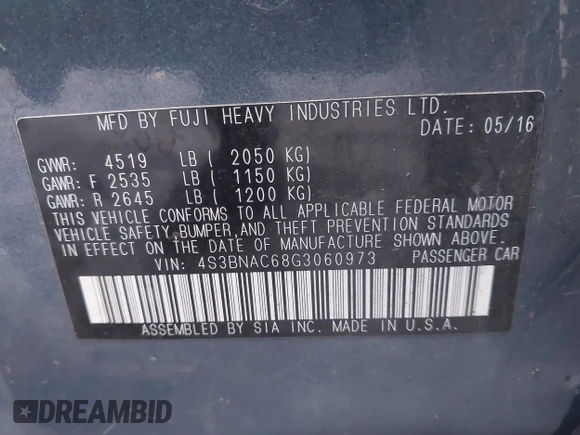 MFD BY FUJI HEAVY INDUSTRIES LTD.
DATE: 05/16
GVWR: 4519 LB ( 2050 KG)
GAWR: F 2535 LB ( 1150 KG)
GAWR: R 2645 LB ( 1200 KG)
THIS VEHICLE CONFORMS TO ALL APPLICABLE FEDERAL MOTOR
VEHICLE SAFETY,BUMPER,AND THEFT PREVENTION STANDARDS
IN EFFECT ON THE DATE OF MANUFACTURE SHOWN ABOVE.
VIN: 4S3BNAC68G3060973 PASSENGER CAR
ASSEMBLED BY SIA INC. MADE IN U.S.A.
DREAMBID